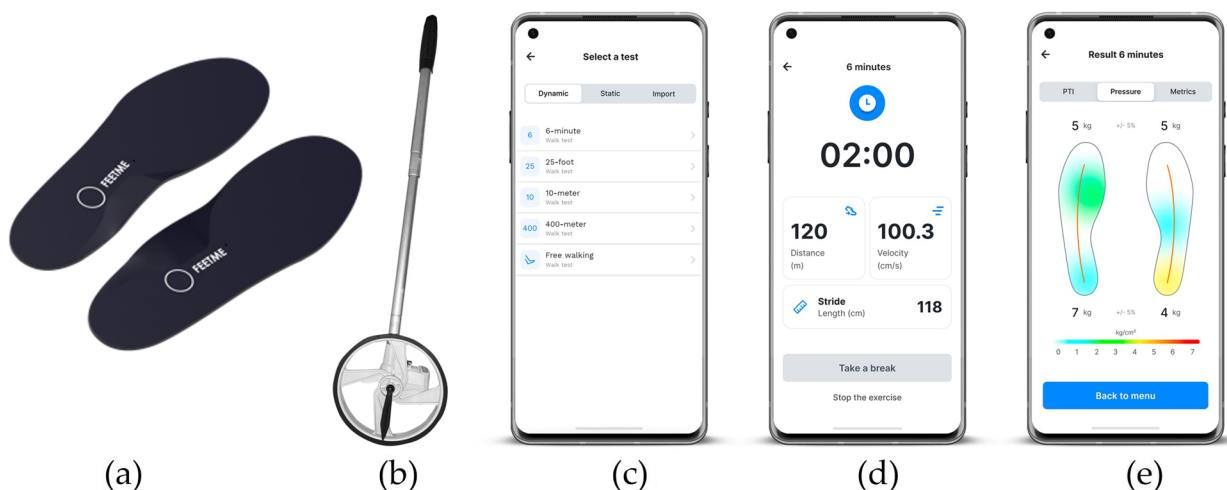 FEETME
FEETME
(a)
(b)
Select a test
Dynamic Static Import
6 6-minute
Walk test
25 25-foot
Walk test
10 10-meter
Walk test
400 400-meter
Walk test
Free walking
Walk test
(c)
6 minutes
02:00
120
Distance
(m)
100.3
Velocity
(cm/s)
Stride
Length (cm)
118
Take a break
Stop the exercise
(d)
Result 6 minutes
PTI Pressure Metrics
5 kg +/- 5% 5 kg
7 kg +/- 5% 4 kg
kg/cm²
0 1 2 3 4 5 6 7
Back to menu
(e)